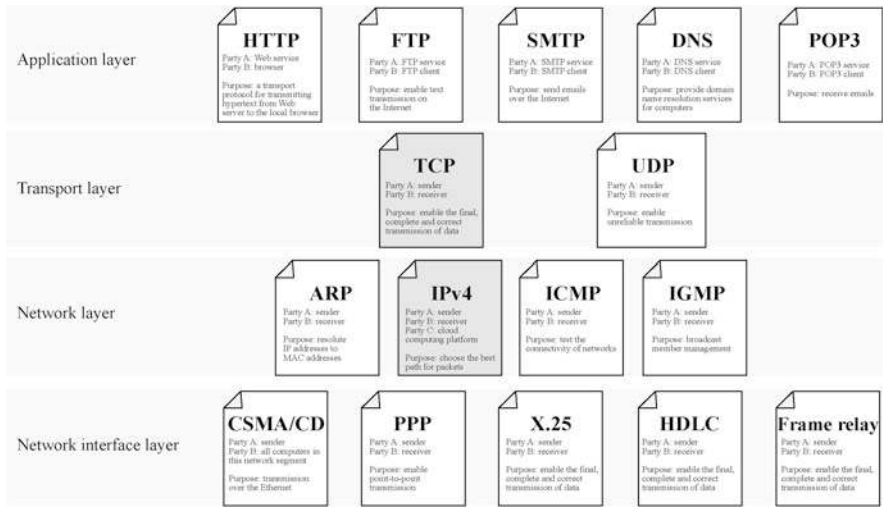 Application layer
HTTP
Party A: Web service
Party B: browser
Purpose: a transport
protocol for transmitting
hypertext from Web
server to the local browser
FTP
Party A: FTP service
Party B: FTP client
Purpose: enable text
transmission on
the Internet
SMTP
Party A: SMTP service
Party B: SMTP client
Purpose: send emails
over the Internet
DNS
Party A: DNS service
Party B: DNS client
Purpose: provide domain
name resolution services
for computers
POP3
Party A: POP3 service
Party B: POP3 client
Purpose: receive emails
Transport layer
TCP
Party A: sender
Party B: receiver
Purpose: enable the final,
complete and correct
transmission of data
UDP
Party A: sender
Party B: receiver
Purpose: enable
unreliable transmission
Network layer
ARP
Party A: sender
Party B: receiver
Purpose: resolute
IP addresses to
MAC addresses
IPv4
Party A: sender
Party B: receiver
Party C: cloud
computing platform
Purpose: choose the best
path for packets
ICMP
Party A: sender
Party B: receiver
Purpose: test the
connectivity of networks
IGMP
Party A: sender
Party B: receiver
Purpose: broadcast
member management
Network interface layer
CSMA/CD
Party A: sender
Party B: all computers in
this network segment
Purpose: transmission
over the Ethernet
PPP
Party A: sender
Party B: receiver
Purpose: enable
point-to-point
transmission
X.25
Party A: sender
Party B: receiver
Purpose: enable the final,
complete and correct
transmission of data
HDLC
Party A: sender
Party B: receiver
Purpose: enable the final,
complete and correct
transmission of data
Frame relay
Party A: sender
Party B: receiver
Purpose: enable the final,
complete and correct
transmission of data